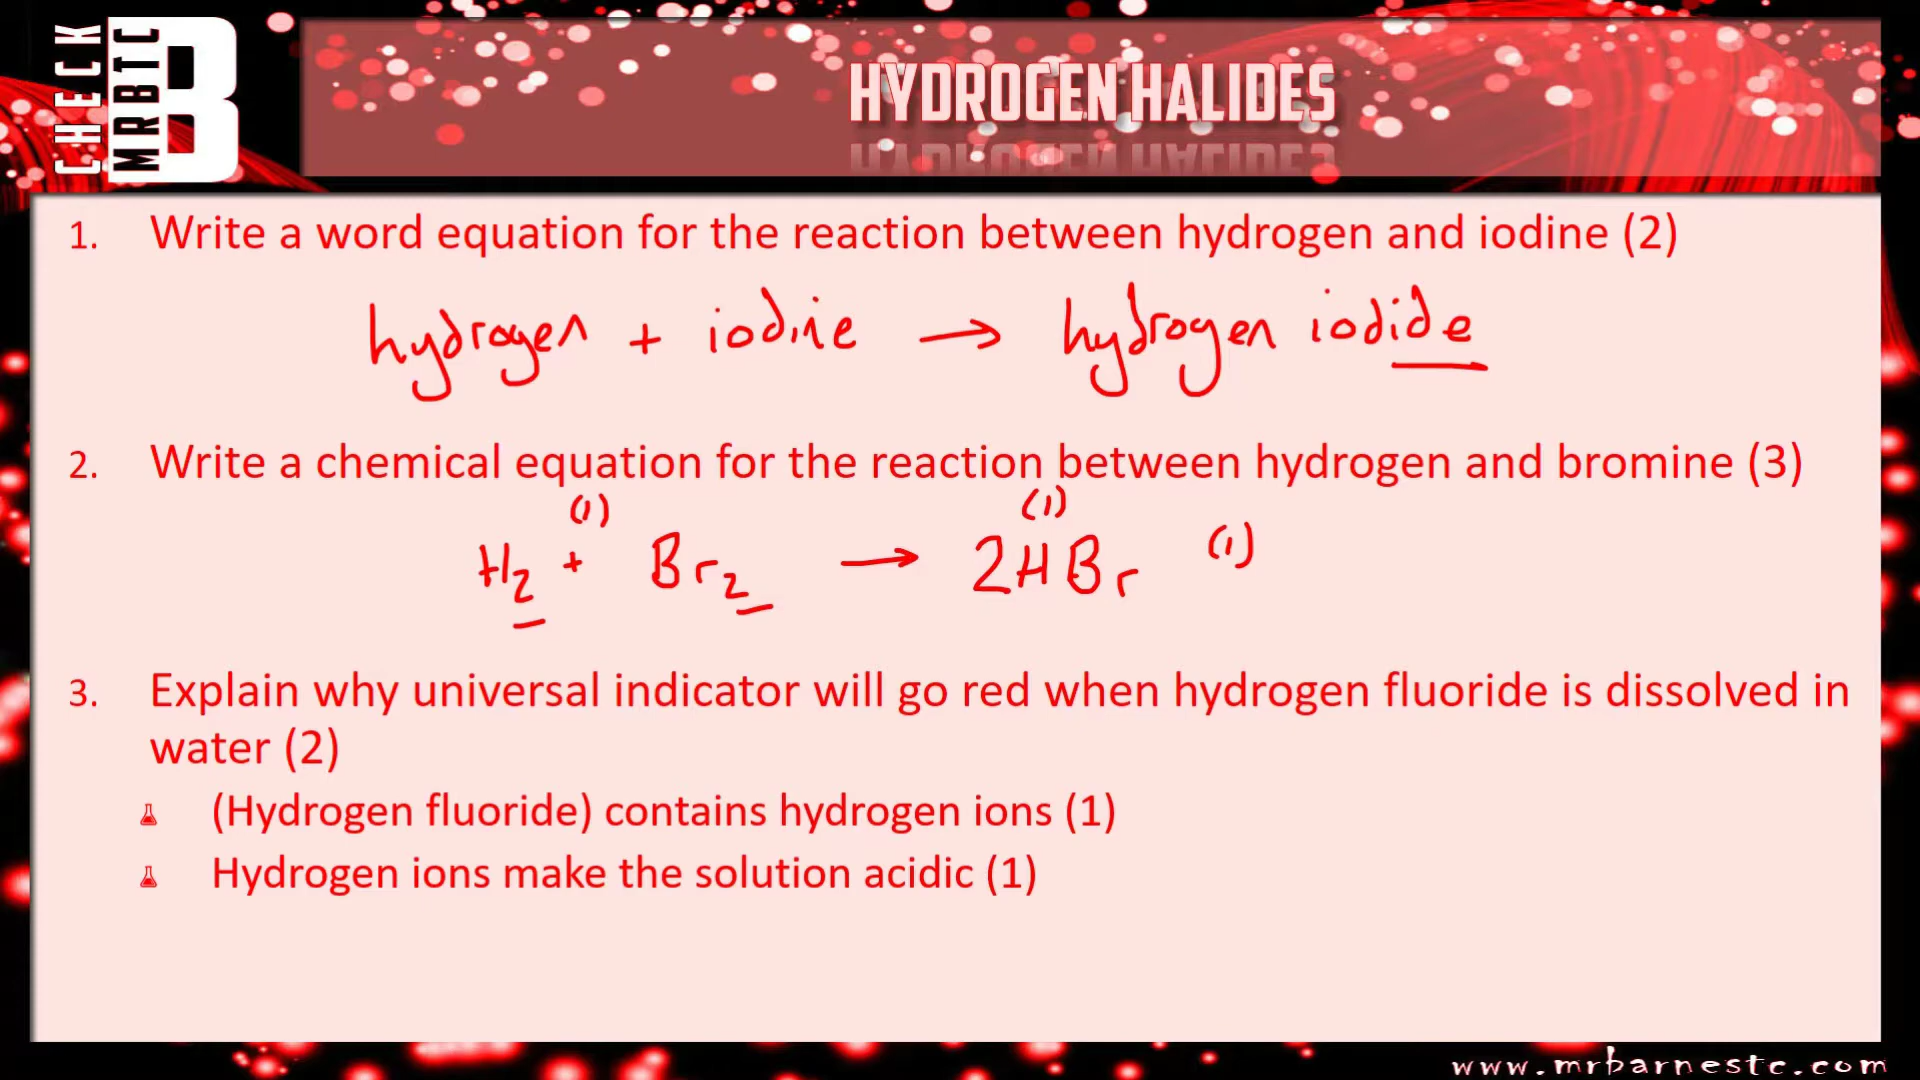 CHECK
MRBTC
B
HYDROGEN HALIDES
1. Write a word equation for the reaction between hydrogen and iodine (2)
hydrogen + iodine → hydrogen iodide
2. Write a chemical equation for the reaction between hydrogen and bromine (3)
(1) (1)
H₂ + Br₂ → 2HBr (1)
3. Explain why universal indicator will go red when hydrogen fluoride is dissolved in
water (2)
(Hydrogen fluoride) contains hydrogen ions (1)
Hydrogen ions make the solution acidic (1)
www.mrbarnestc.com